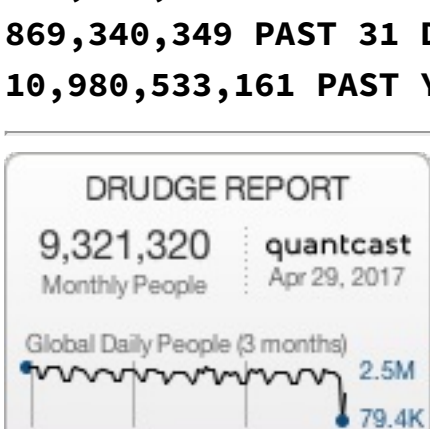 869,340,349 PAST 31
10,980,533,161 PAST
DRUDGE REPORT
9,321,320
Monthly People
quantcast
Apr 29, 2017
Global Daily People (3 months)
2.5M
79.4K